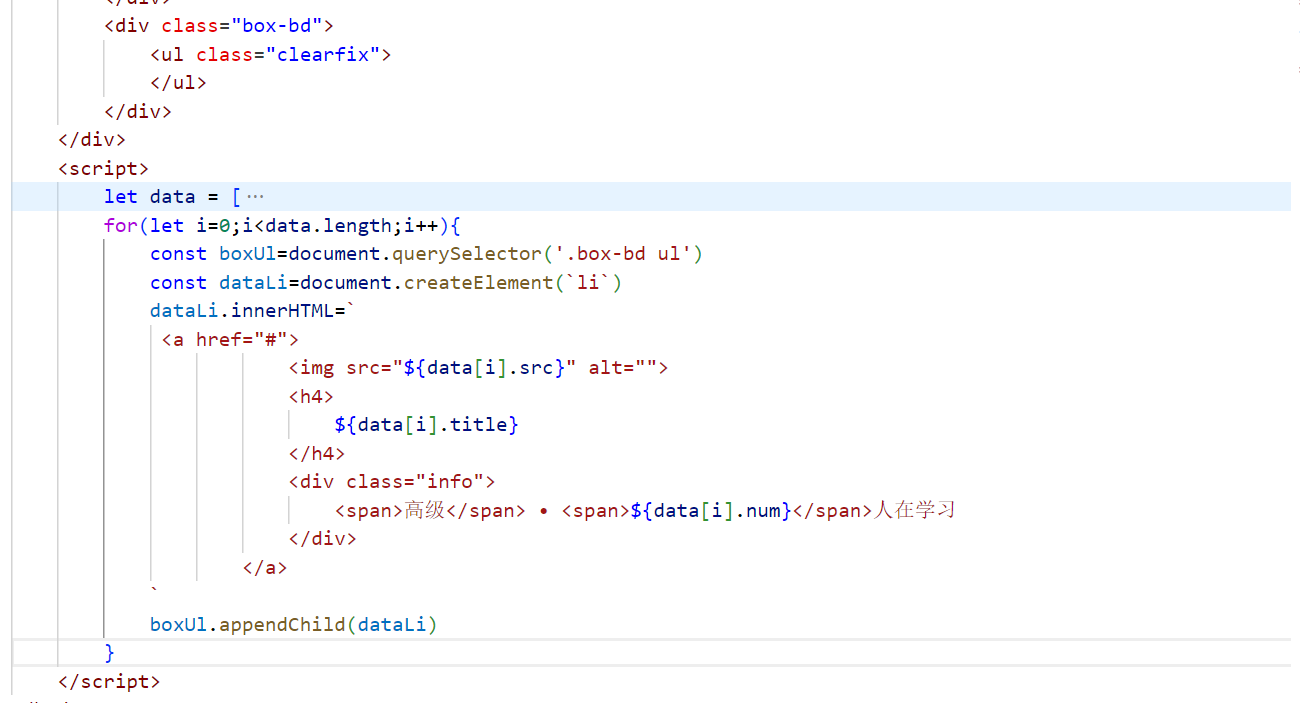 </div>
<div class="box-bd">
<ul class="clearfix">
</ul>
</div>
</div>
<script>
let data = [ ···
for(let i=0;i<data.length;i++){
const boxUl=document.querySelector('.box-bd ul')
const dataLi=document.createElement(`li`)
dataLi.innerHTML=`
<a href="#">
<img src="${data[i].src}" alt="">
<h4>
${data[i].title}
</h4>
<div class="info">
<span>高级</span> • <span>${data[i].num}</span>人在学习
</div>
</a>
`
boxUl.appendChild(dataLi)
}
</script>